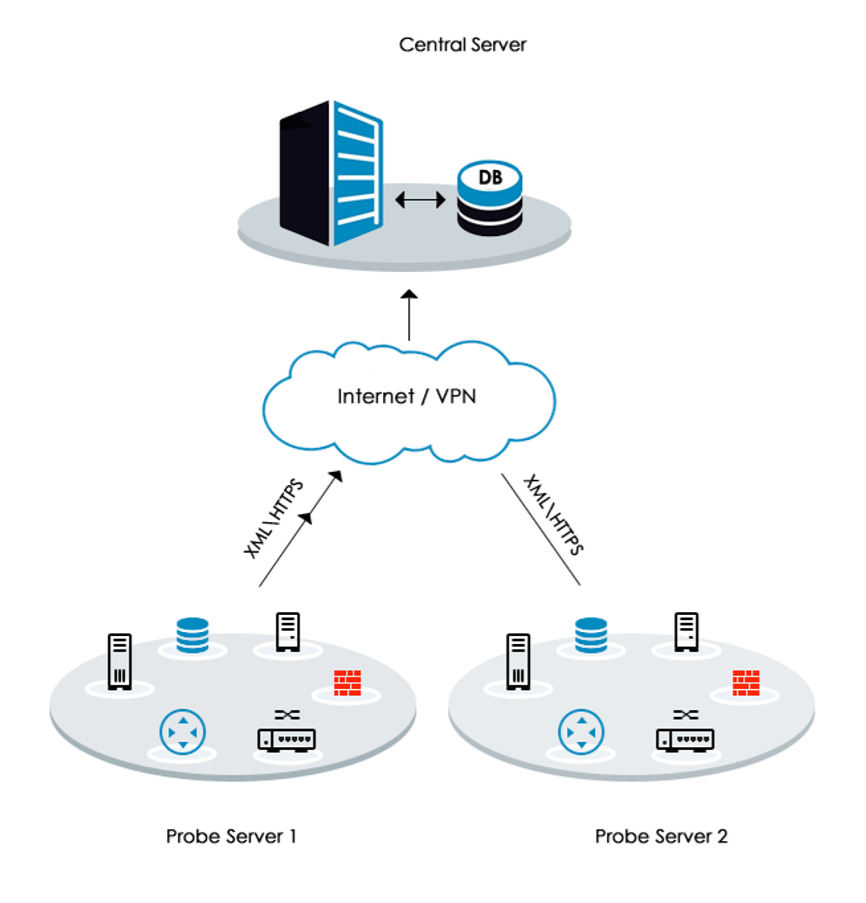 Central Server
DB
Internet / VPN
XML\HTTPS
XML\HTTPS
Probe Server 1
Probe Server 2